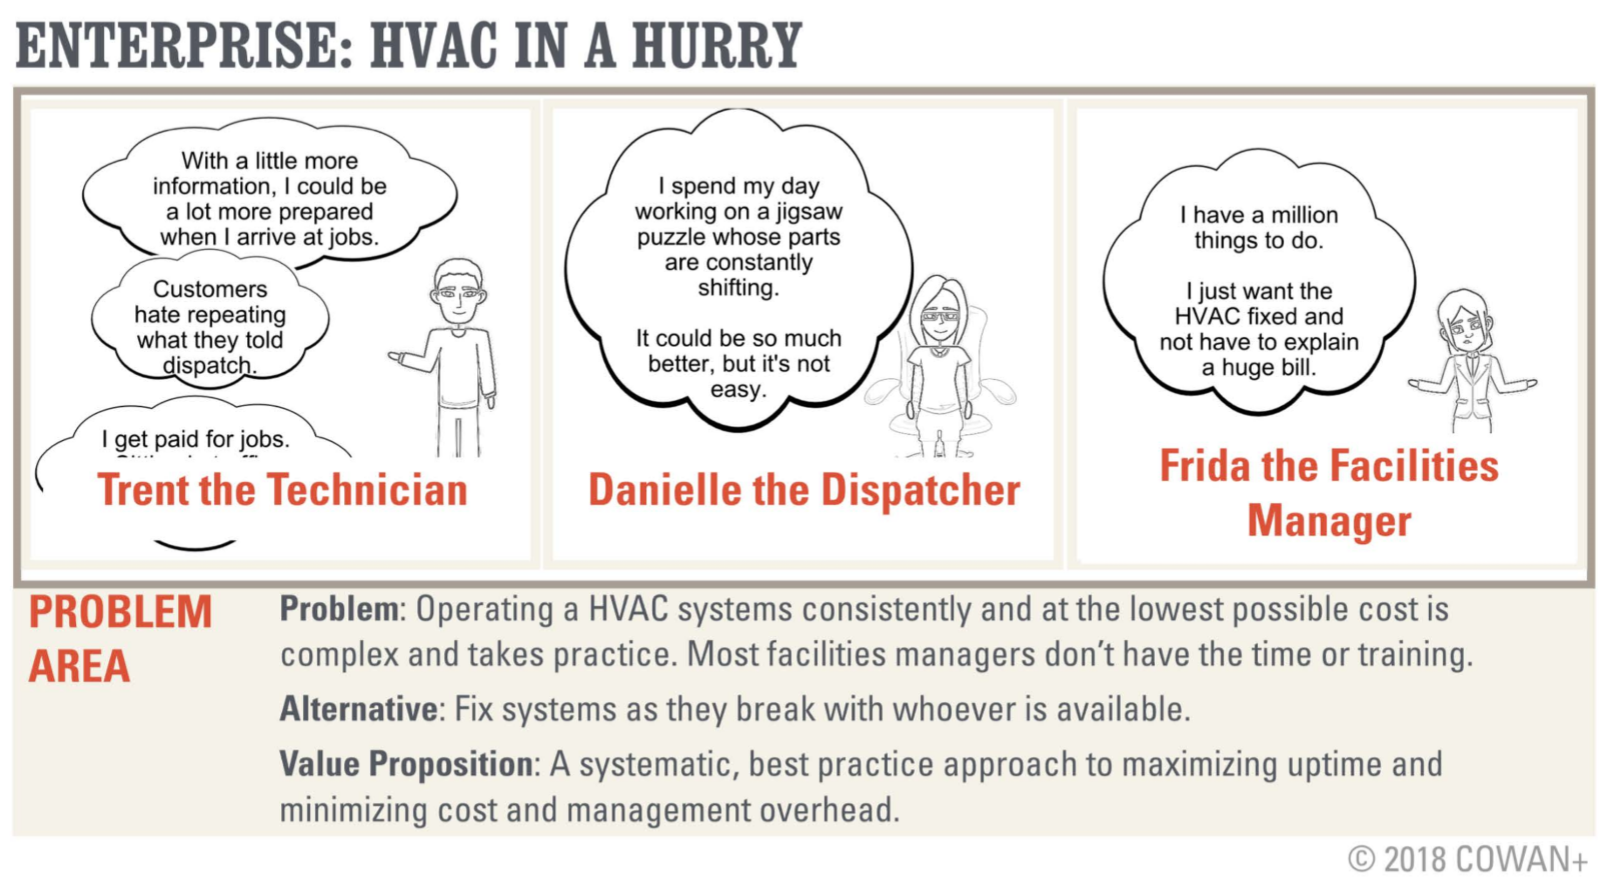 ENTERPRISE: HVAC IN A HURRY
With a little more
information, I could be
a lot more prepared
when I arrive at jobs.
Customers
hate repeating
what they told
dispatch.
I get paid for jobs.
Trent the Technician
I spend my day
working on a jigsaw
puzzle whose parts
are constantly
shifting.
It could be so much
better, but it's not
easy.
Danielle the Dispatcher
I have a million
things to do.
I just want the
HVAC fixed and
not have to explain
a huge bill.
Frida the Facilities
Manager
PROBLEM
AREA
Problem: Operating a HVAC systems consistently and at the lowest possible cost is
complex and takes practice. Most facilities managers don’t have the time or training.
Alternative: Fix systems as they break with whoever is available.
Value Proposition: A systematic, best practice approach to maximizing uptime and
minimizing cost and management overhead.
© 2018 COWAN+